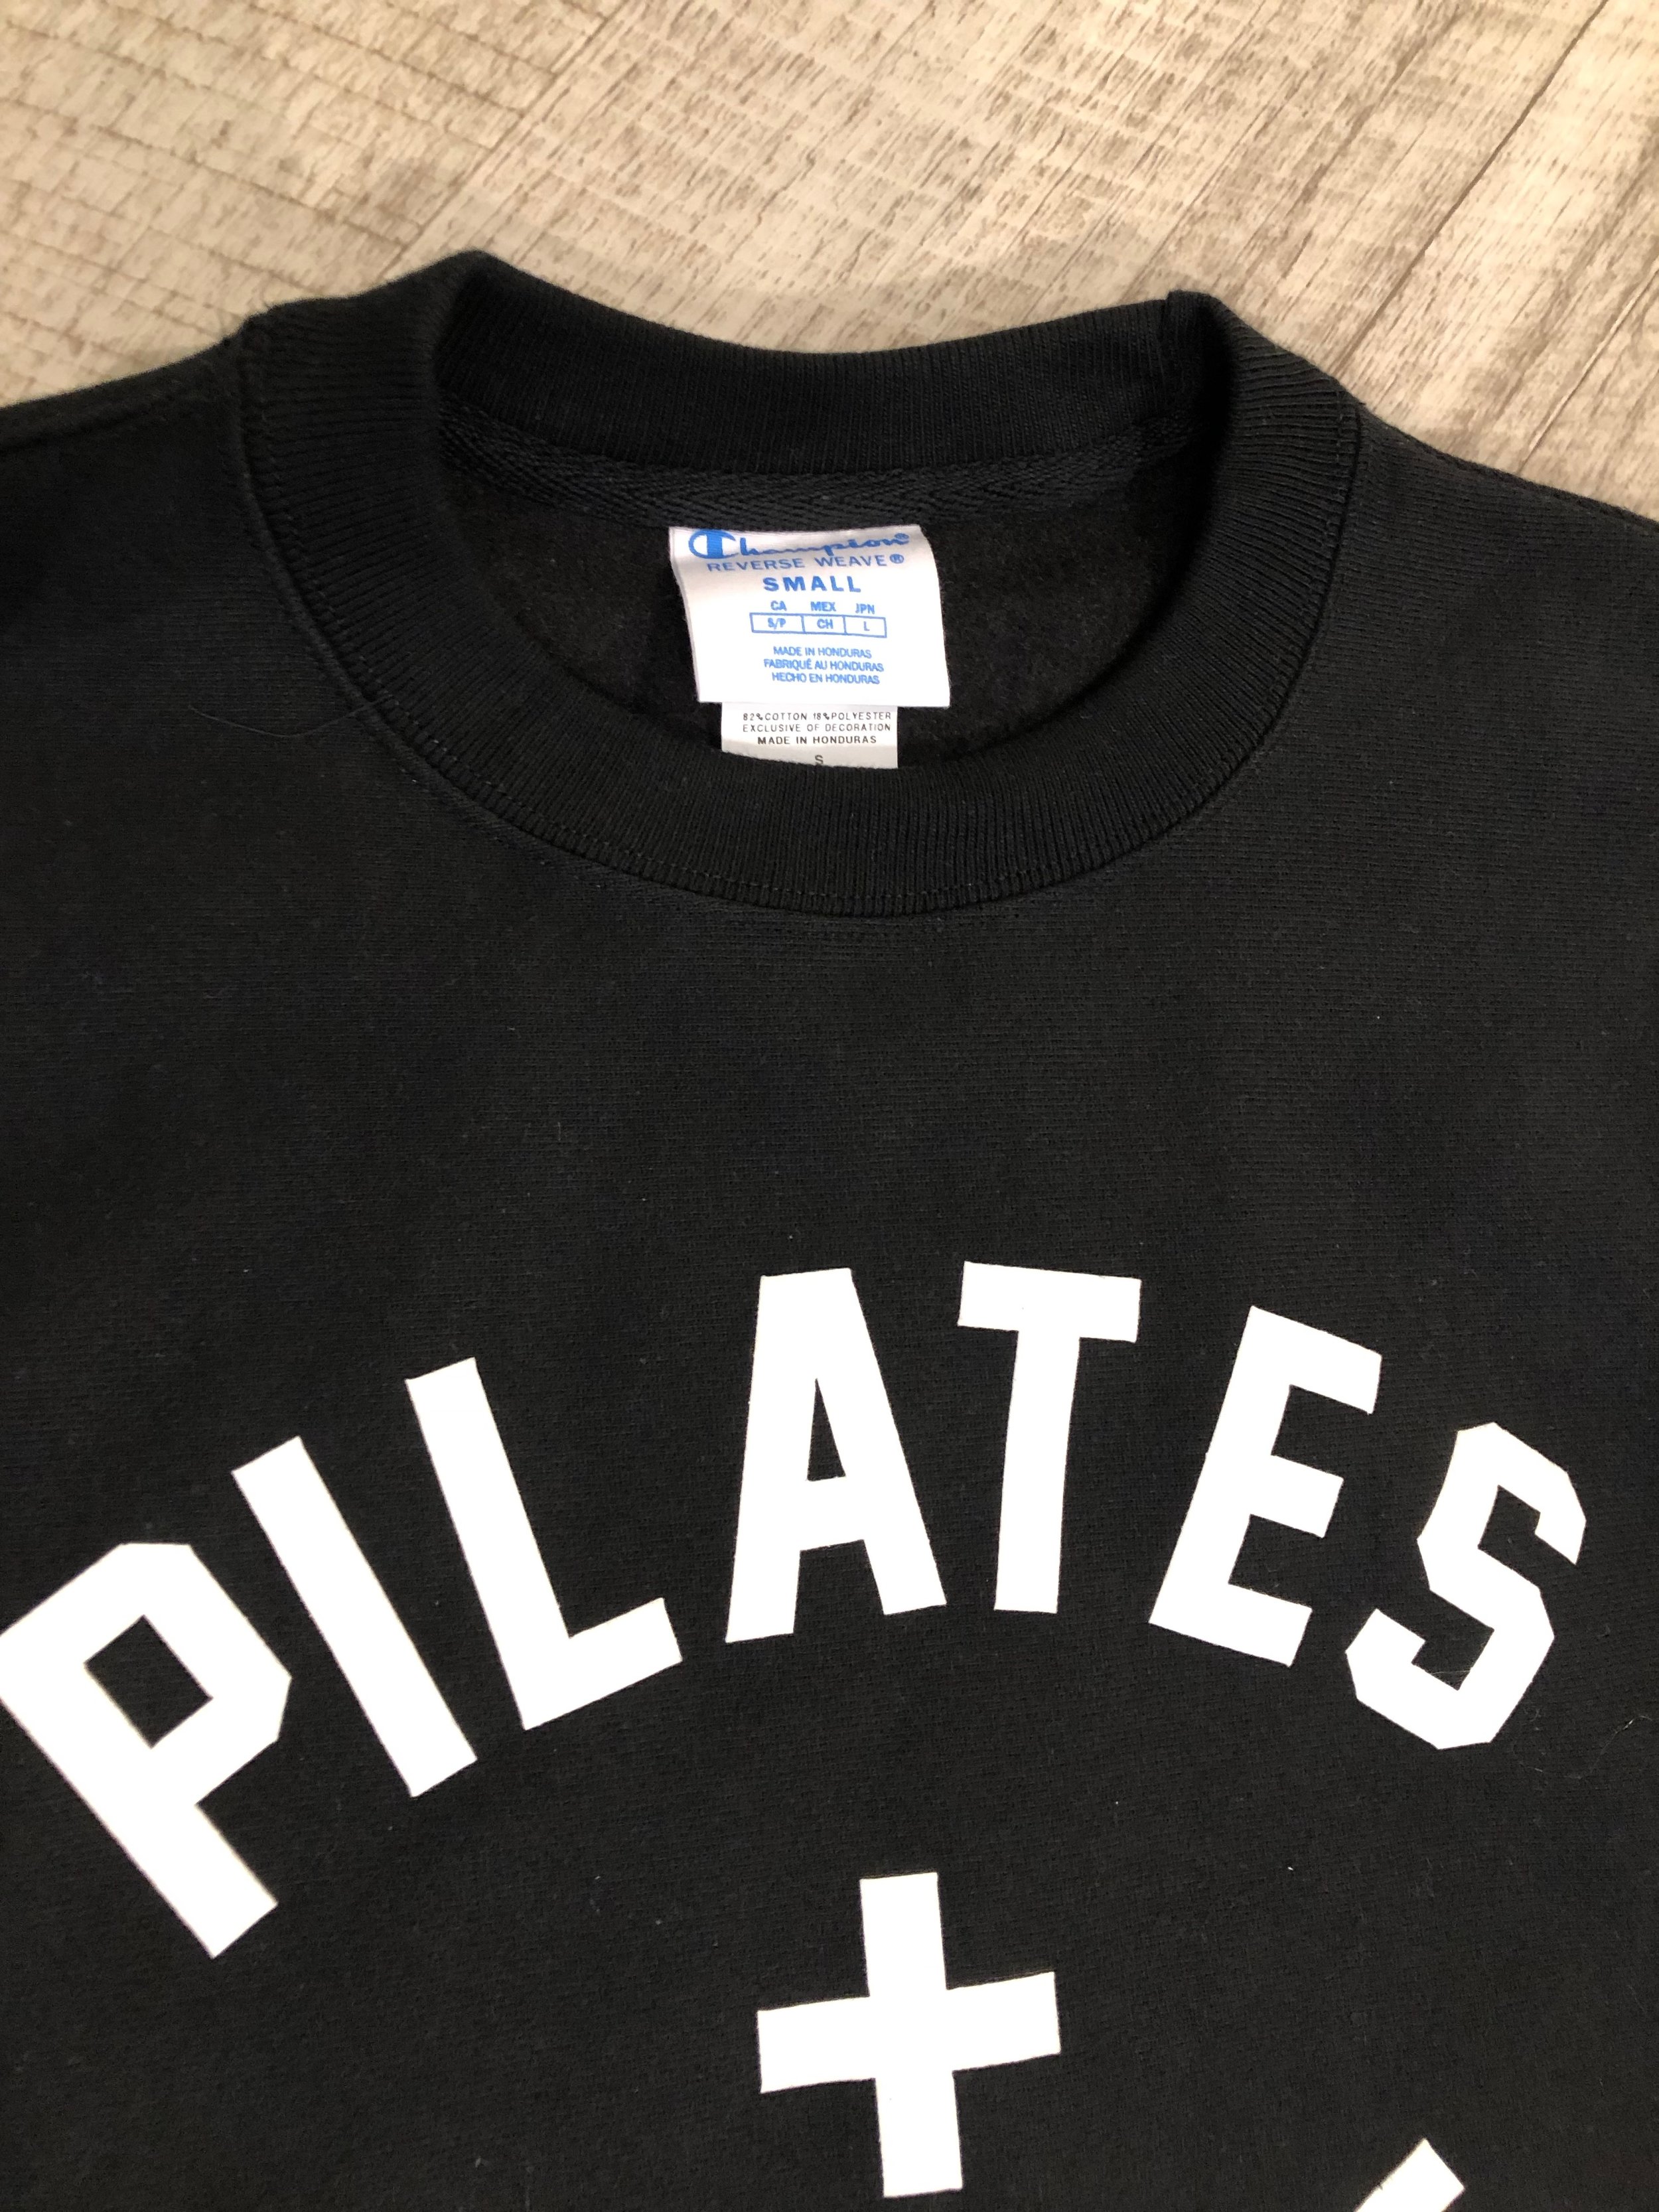 Champion®
REVERSE WEAVE®
SMALL
CA MEX JPN
S/P CH L
MADE IN HONDURAS
FABRIQUÉ AU HONDURAS
HECHO EN HONDURAS
82%COTTON 18%POLYESTER
EXCLUSIVE OF DECORATION
MADE IN HONDURAS
S
PILATES
+